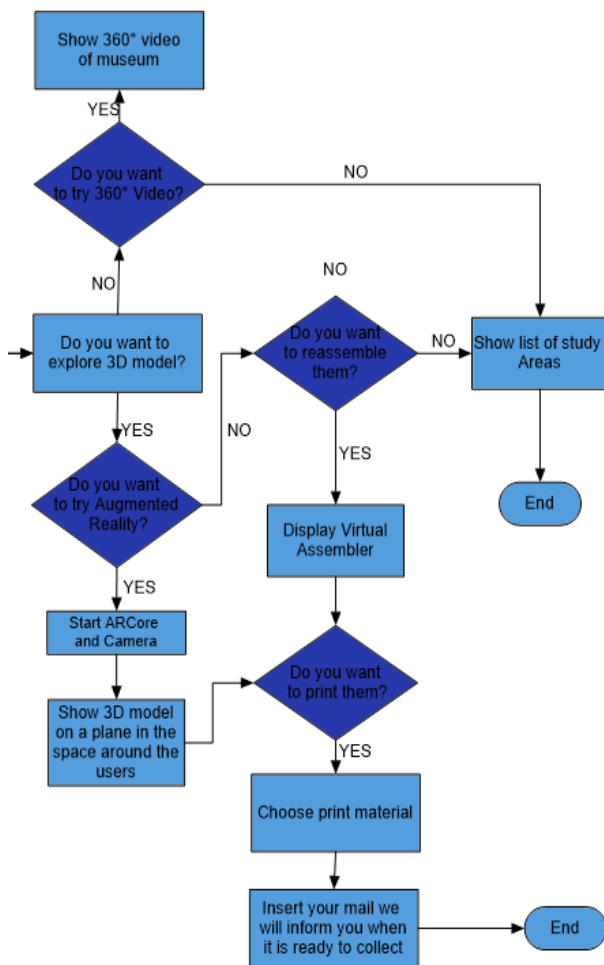 Show 360° video
of museum
YES
Do you want
to try 360° Video?
NO
NO
NO
Do you want to
explore 3D model?
Do you want
to reassemble
them?
NO
Show list of study
Areas
YES
NO
Do you want
to try Augmented
Reality?
YES
End
Display Virtual
Assembler
YES
Start ARCore
and Camera
Do you want
to print them?
Show 3D model
on a plane in the
space around the
users
YES
Choose print material
Insert your mail we
will inform you when
it is ready to collect
End